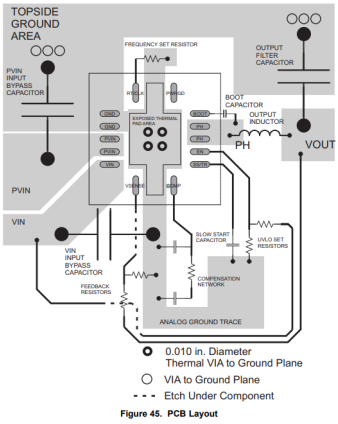 TOPSIDE
GROUND
AREA
FREQUENCY SET RESISTOR
OUTPUT
FILTER
CAPACITOR
PVIN
INPUT
BYPASS
CAPACITOR
RT/CLK
PWRGD
BOOT
CAPACITOR
OUTPUT
INDUCTOR
GND
GND
PVIN
PVIN
VIN
EXPOSED THERMAL
PAD AREA
BOOT
PH
PH
EN
SS/TR
PH
VOUT
PVIN
VSENSE
COMP
VIN
VIN
INPUT
BYPASS
CAPACITOR
SLOW START
CAPACITOR
UVLO SET
RESISTORS
FEEDBACK
RESISTORS
COMPENSATION
NETWORK
ANALOG GROUND TRACE
0.010 in. Diameter
Thermal VIA to Ground Plane
VIA to Ground Plane
Etch Under Component
Figure 45. PCB Layout